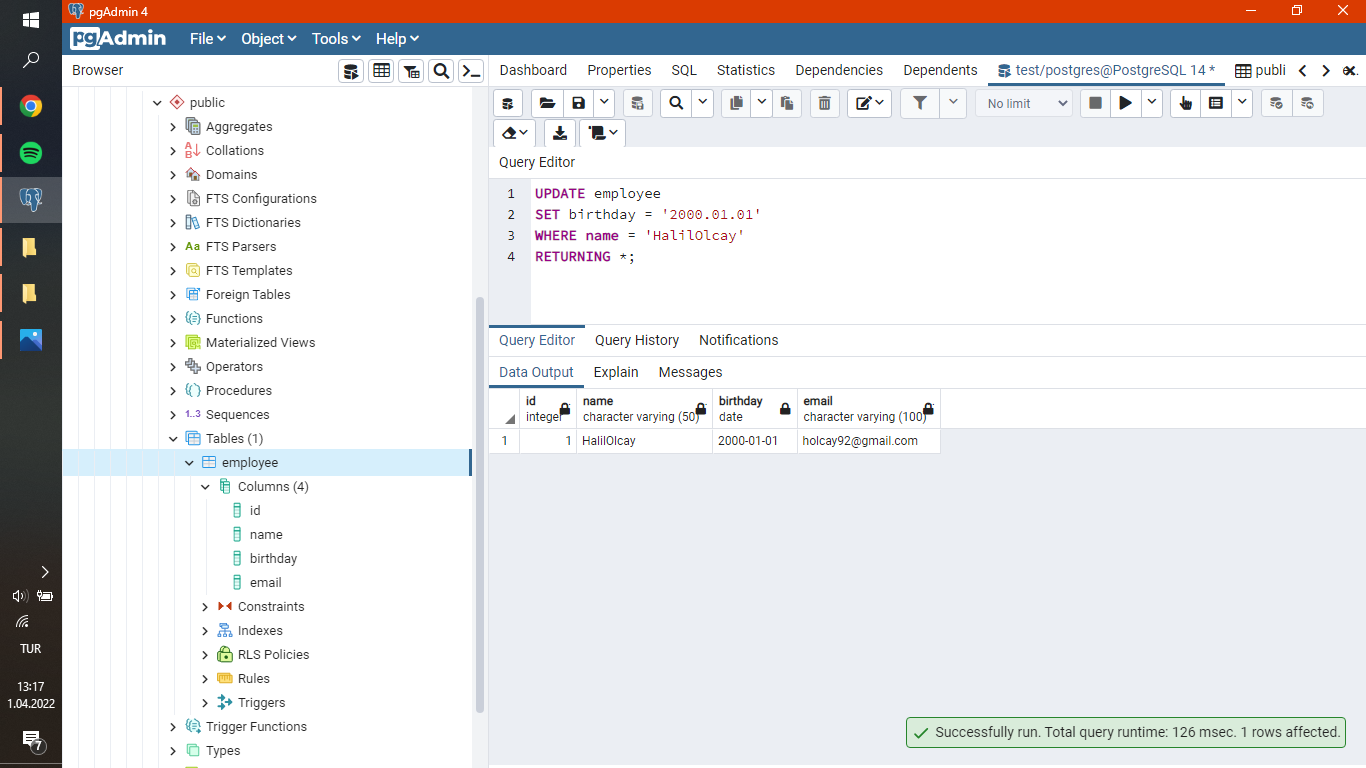 pgAdmin 4
pgAdmin File Object Tools Help
Browser
Dashboard Properties SQL Statistics Dependencies Dependents test/postgres@PostgreSQL 14 * publi
No limit
public
Aggregates
Collations
Domains
FTS Configurations
FTS Dictionaries
Aa FTS Parsers
FTS Templates
Foreign Tables
Functions
Materialized Views
Operators
Procedures
1..3 Sequences
Tables (1)
employee
Columns (4)
id
name
birthday
email
Constraints
Indexes
RLS Policies
Rules
Triggers
Trigger Functions
Types
Query Editor
1 UPDATE employee
2 SET birthday = '2000.01.01'
3 WHERE name = 'HalilOlcay'
4 RETURNING *;
Query Editor Query History Notifications
Data Output Explain Messages
id name birthday email
integer character varying (50) date character varying (100)
1 1 HalilOlcay 2000-01-01 holcay92@gmail.com
Successfully run. Total query runtime: 126 msec. 1 rows affected.
TUR
13:17
1.04.2022
7